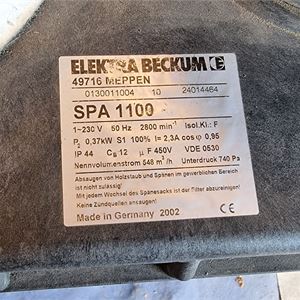 ELEKTRA BECKUM
49716 MEPPEN
0130011004 10 24014464
SPA 1100
1~230 V 50 Hz 2800 min⁻¹ Isol.Kl.: F
P₂ 0,37kW S1 100% I= 2,3A cos φ 0,95
IP 44 CB 12 µF 450V VDE 0530
Nennvolumenstrom 548 m³/h Unterdruck 740 Pa
Absaugen von Holzstaub und Spänen im gewerblichen Bereich
ist nicht zulässig!
Mit jedem Wechsel des Spänesacks ist der Filter abzureinigen!
Keine Zündquellen ansaugen!
Made in Germany 2002 CE